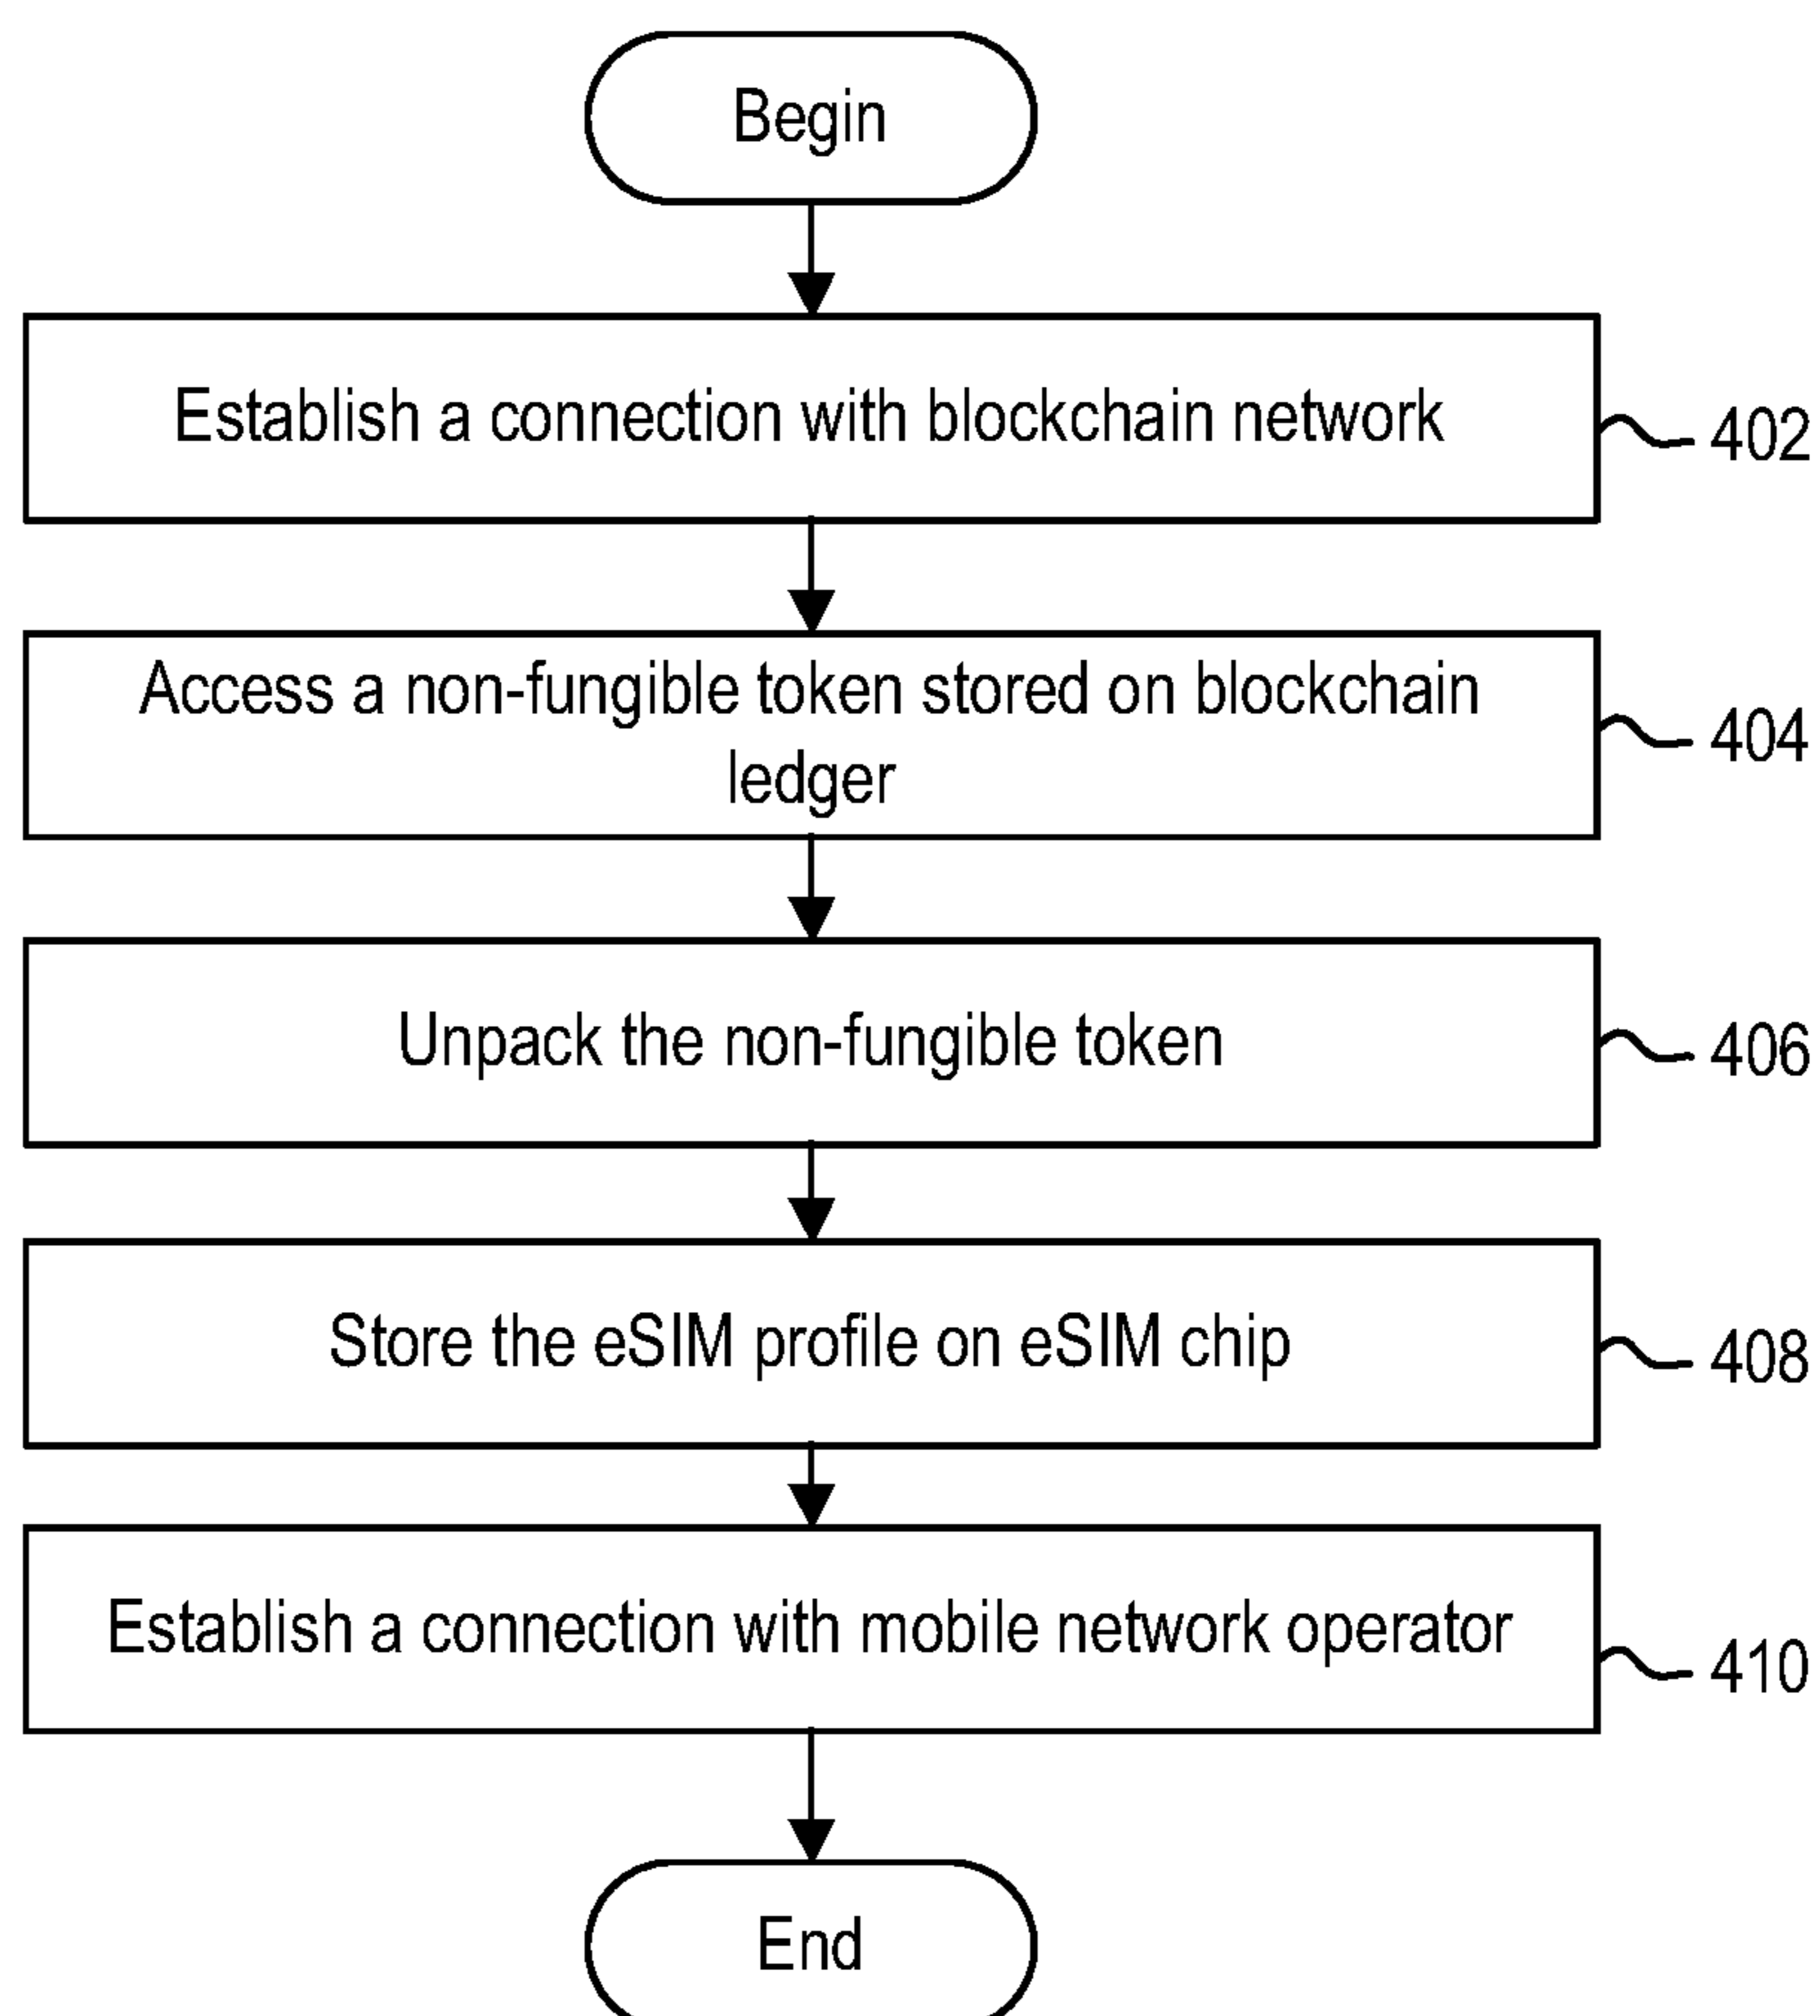 Begin
Establish a connection with blockchain network
402
Access a non-fungible token stored on blockchain
ledger
404
Unpack the non-fungible token
406
Store the eSIM profile on eSIM chip
408
Establish a connection with mobile network operator
410
End